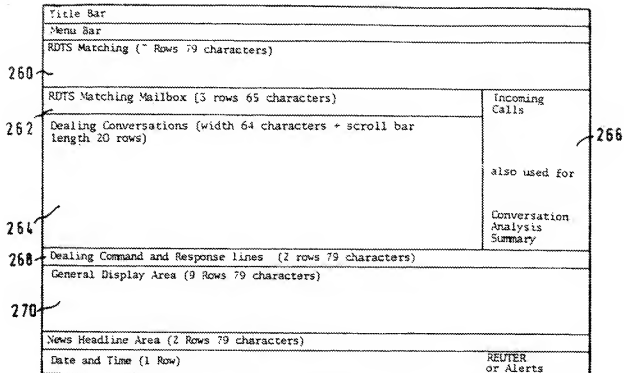 Title Bar
Menu Bar
RDTS Matching ( Rows 79 characters)
260
RDTS Matching Mailbox (3 rows 65 characters)
Incoming
Calls
262
Dealing Conversations (width 64 characters + scroll bar
length 20 rows)
266
also used for
Conversation
Analysis
Summary
264
268
Dealing Command and Response lines (2 rows 79 characters)
General Display Area (9 Rows 79 characters)
270
News Headline Area (2 Rows 79 characters)
Date and Time (1 Row)
REUTER
or Alerts